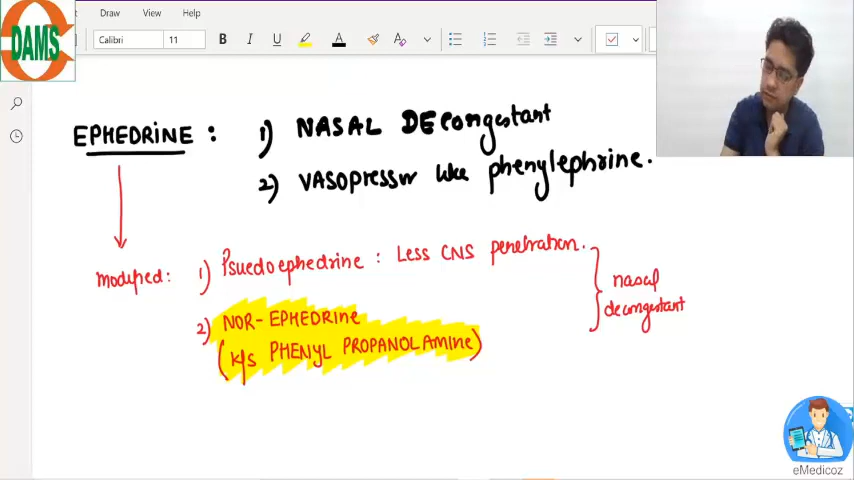 DAMS
Draw View Help
Calibri 11 B I U A
EPHEDRINE : 1) NASAL DEcongestant
2) VASOPRESSor like phenylephrine.
modified: 1) Psuedoephedrine : Less CNS penetration.
2) NOR-EPHEDRINE
(k/s PHENYL PROPANOLAMINE)
nasal
decongestant
eMedicoz